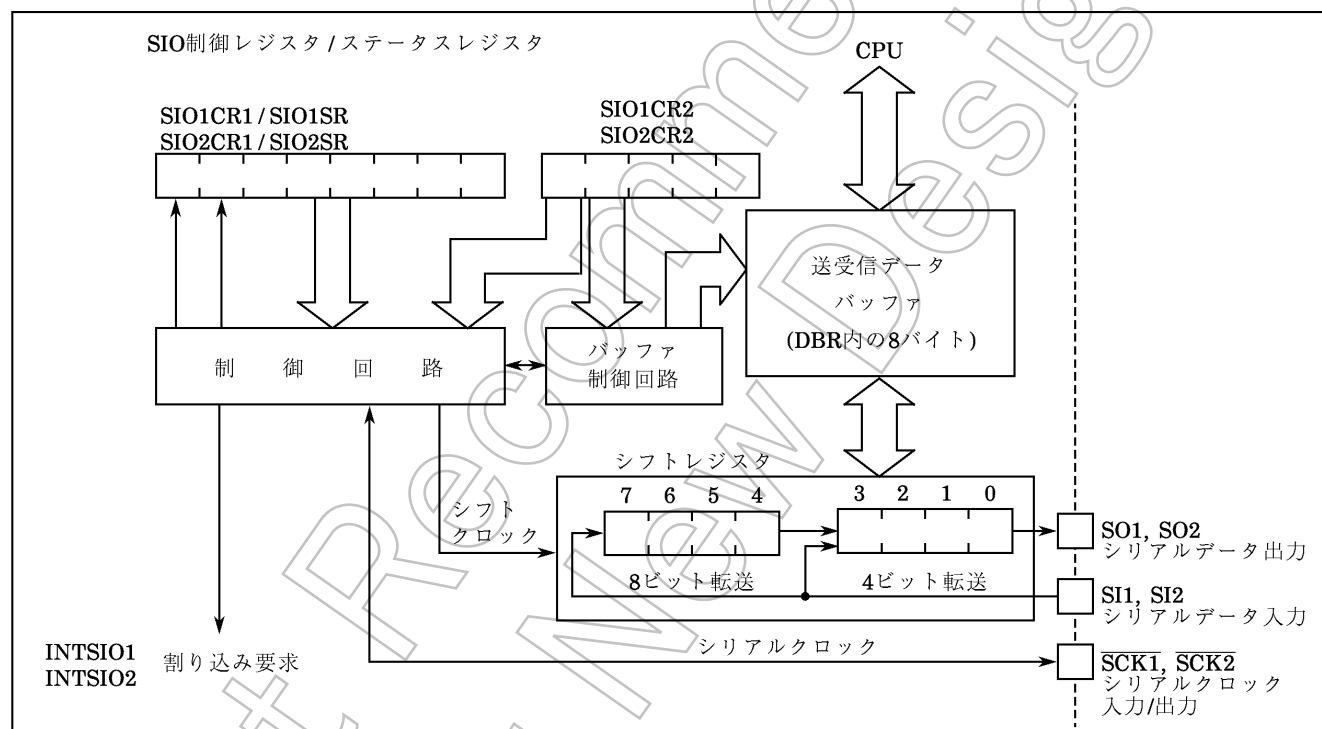 SIO制御レジスタ/ステータスレジスタ
CPU
SIO1CR1 / SIO1SR
SIO2CR1 / SIO2SR
SIO1CR2
SIO2CR2
送受信データ
バッファ
(DBR内の8バイト)
制御回路
バッファ
制御回路
シフトレジスタ
7 6 5 4 3 2 1 0
シフト
クロック
8ビット転送
4ビット転送
SO1, SO2
シリアルデータ出力
SI1, SI2
シリアルデータ入力
シリアルクロック
SCK1, SCK2
シリアルクロック
入力/出力
INTSIO1
INTSIO2
割り込み要求
t Recomme
New Desig